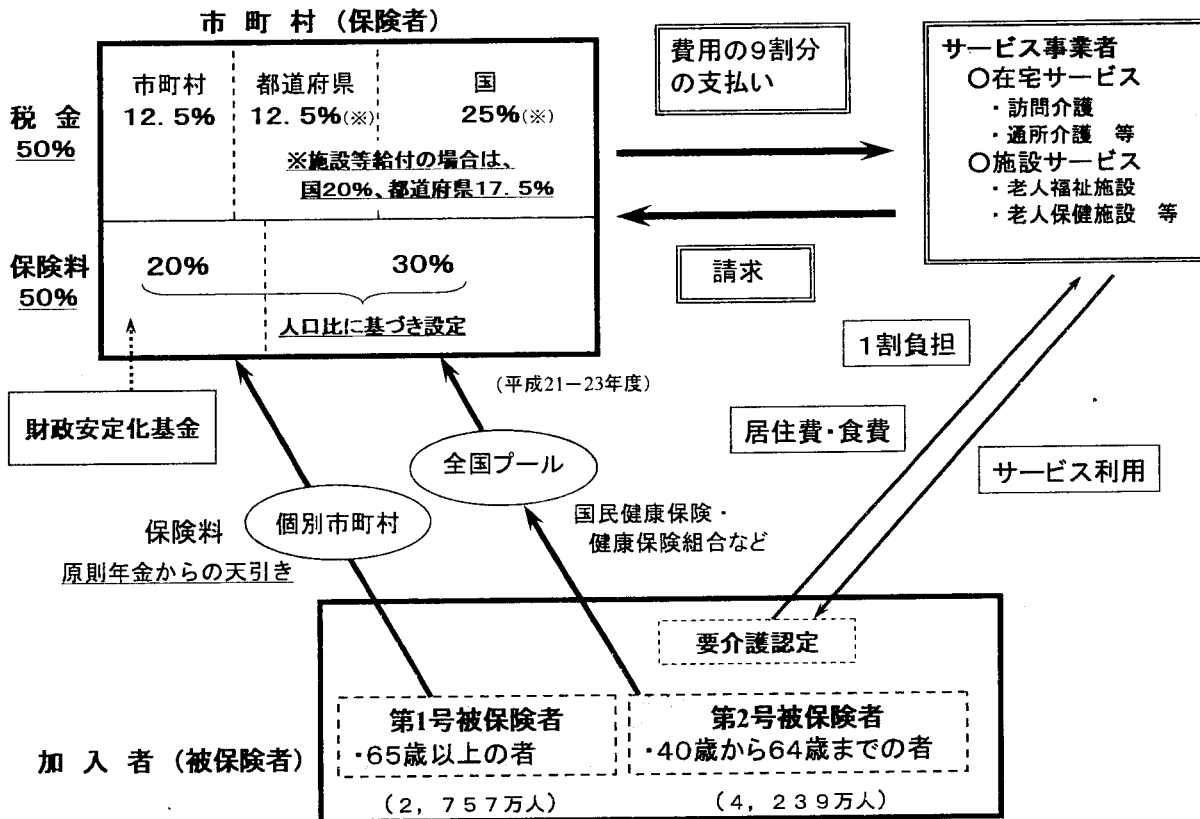 市 町 村 (保険者)
税 金
50%
市町村
12.5%
都道府県
12.5%(※)
国
25%(※)
※施設等給付の場合は、
国20%、都道府県17.5%
保険料
50%
20%
30%
人口比に基づき設定
財政安定化基金
(平成21-23年度)
費用の9割分
の支払い
請求
サービス事業者
〇在宅サービス
・訪問介護
・通所介護 等
〇施設サービス
・老人福祉施設
・老人保健施設 等
1割負担
居住費・食費
サービス利用
全国プール
個別市町村
保険料
原則年金からの天引き
国民健康保険・
健康保険組合など
要介護認定
加 入 者 (被保険者)
第1号被保険者
・65歳以上の者
(2,757万人)
第2号被保険者
・40歳から64歳までの者
(4,239万人)